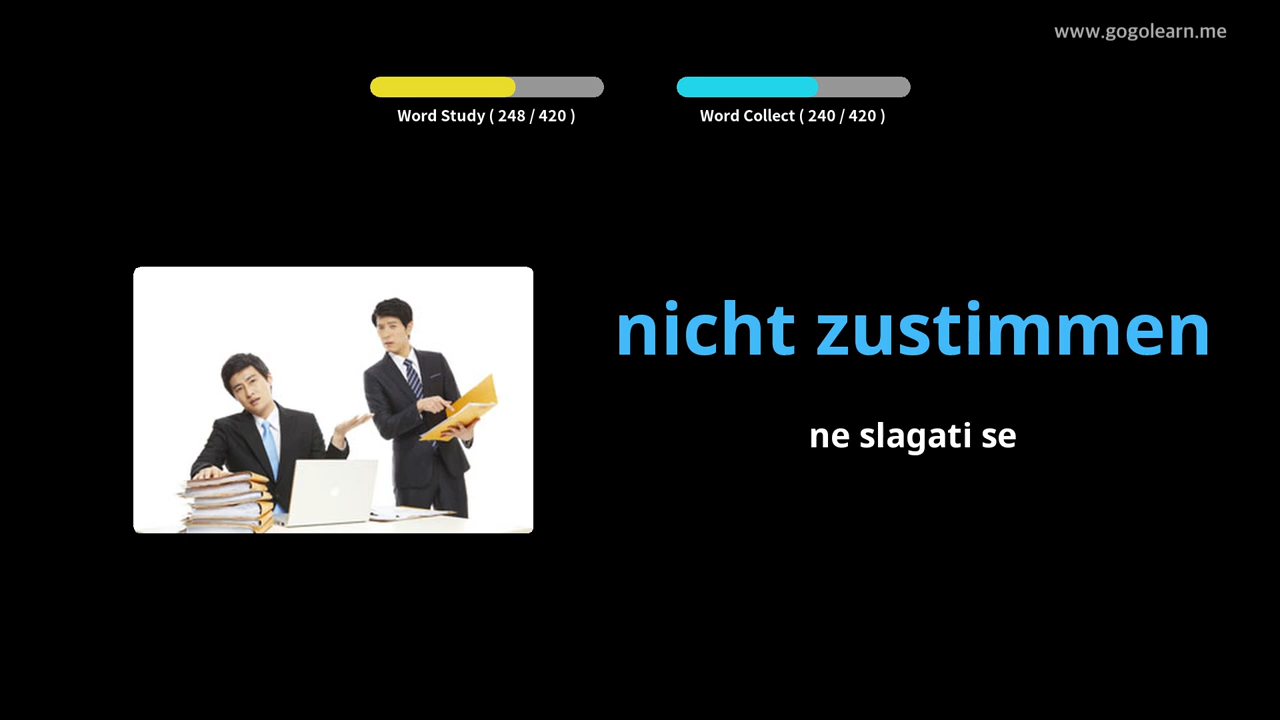 www.gogolearn.me
Word Study ( 248 / 420 )
Word Collect ( 240 / 420 )
nicht zustimmen
ne slagati se